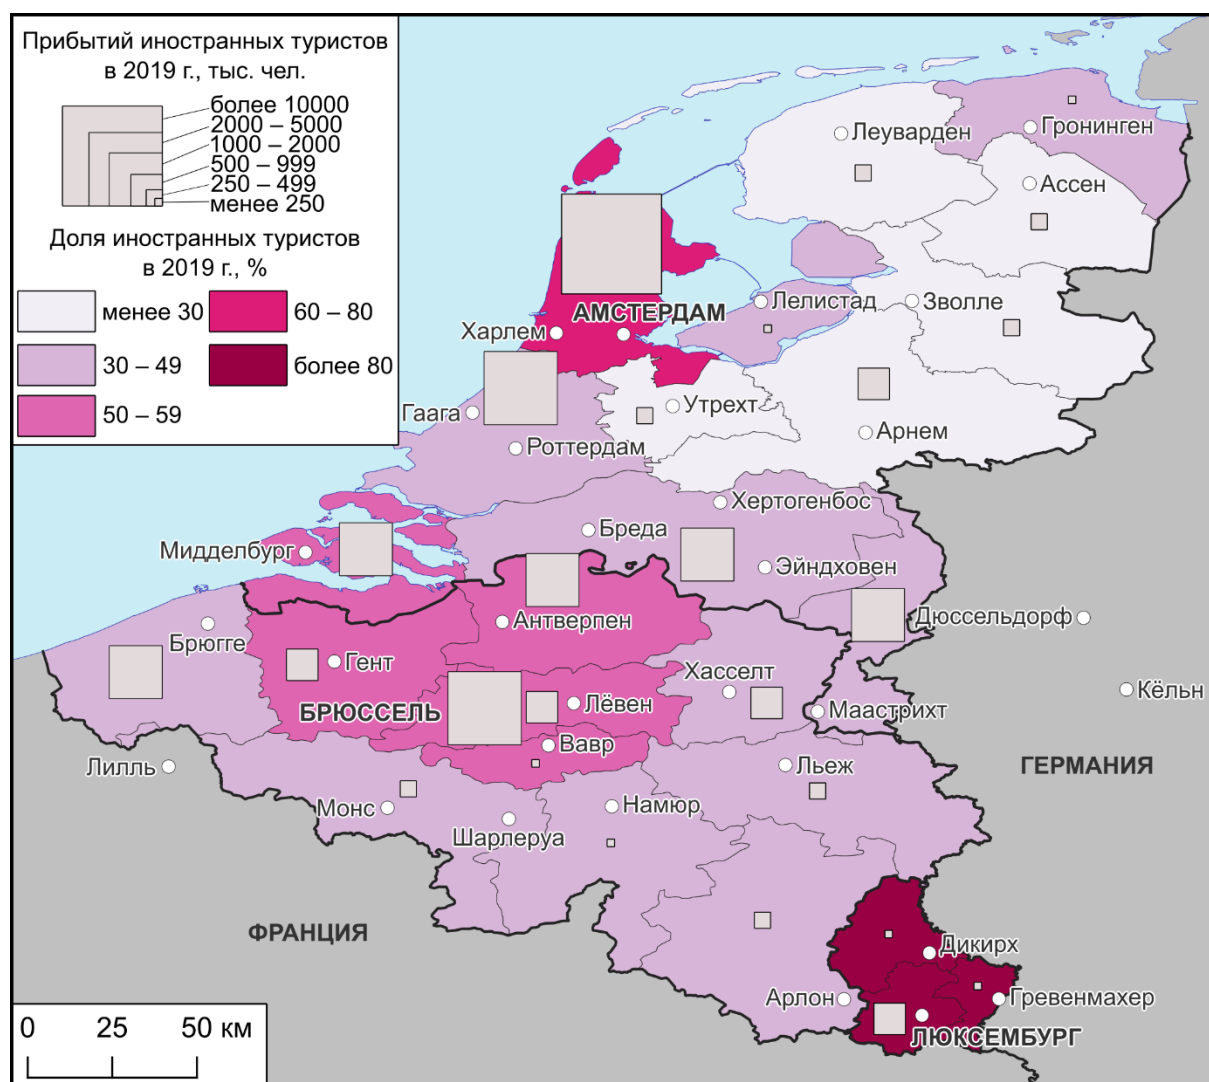 Прибытий иностранных туристов
в 2019 г., тыс. чел.
более 10000
2000 – 5000
1000 – 2000
500 – 999
250 – 499
менее 250
Доля иностранных туристов
в 2019 г., %
менее 30
60 – 80
30 – 49
более 80
50 – 59
Леуварден
Гронинген
Ассен
Лелистад
Зволле
АМСТЕРДАМ
Харлем
Гаага
Утрехт
Арнем
Роттердам
Хертогенбос
Бреда
Мидделбург
Эйндховен
Антверпен
Дюссельдорф
Брюгге
Гент
Хасселт
Кёльн
БРЮССЕЛЬ
Лёвен
Маастрихт
Вавр
Лилль
Льеж
ГЕРМАНИЯ
Монс
Намюр
Шарлеруа
ФРАНЦИЯ
Дикирх
Арлон
Гревенмахер
ЛЮКСЕМБУРГ
0 25 50 км